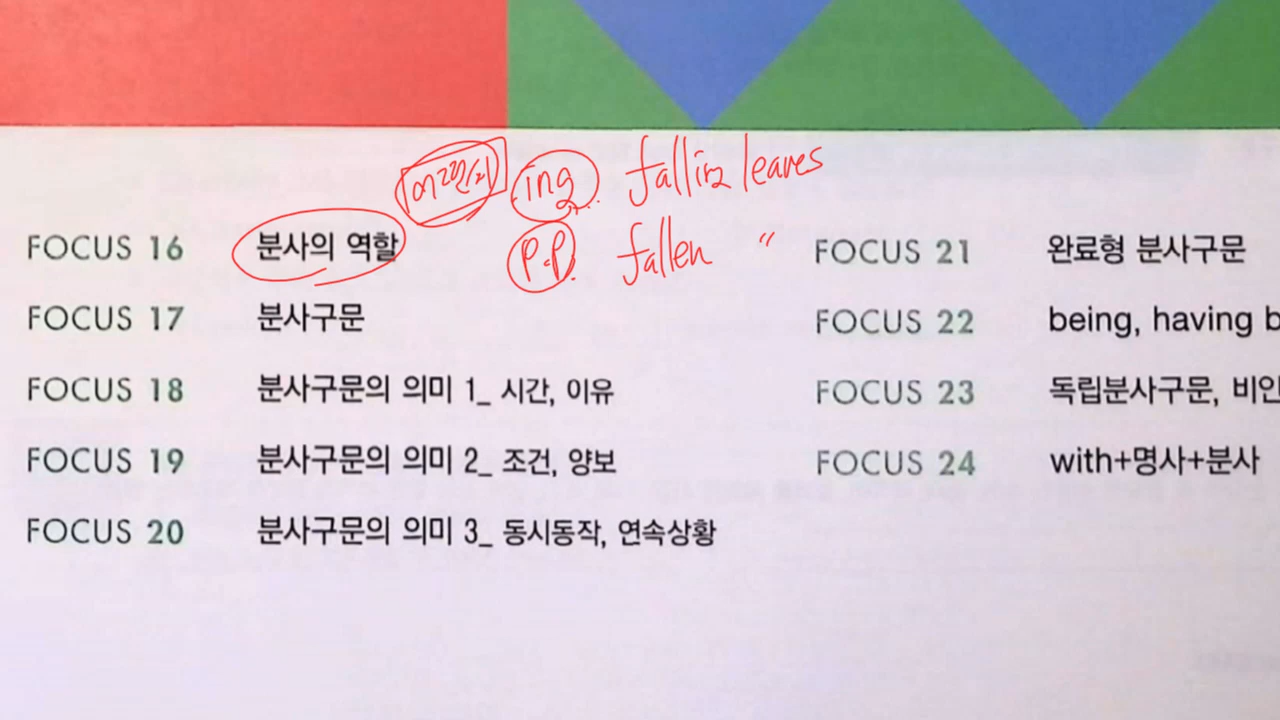 ing falling leaves
P.P. fallen "
FOCUS 16 분사의 역할
FOCUS 17 분사구문
FOCUS 18 분사구문의 의미 1_ 시간, 이유
FOCUS 19 분사구문의 의미 2_ 조건, 양보
FOCUS 20 분사구문의 의미 3_ 동시동작, 연속상황
FOCUS 21 완료형 분사구문
FOCUS 22 being, having b
FOCUS 23 독립분사구문, 비인
FOCUS 24 with+명사+분사